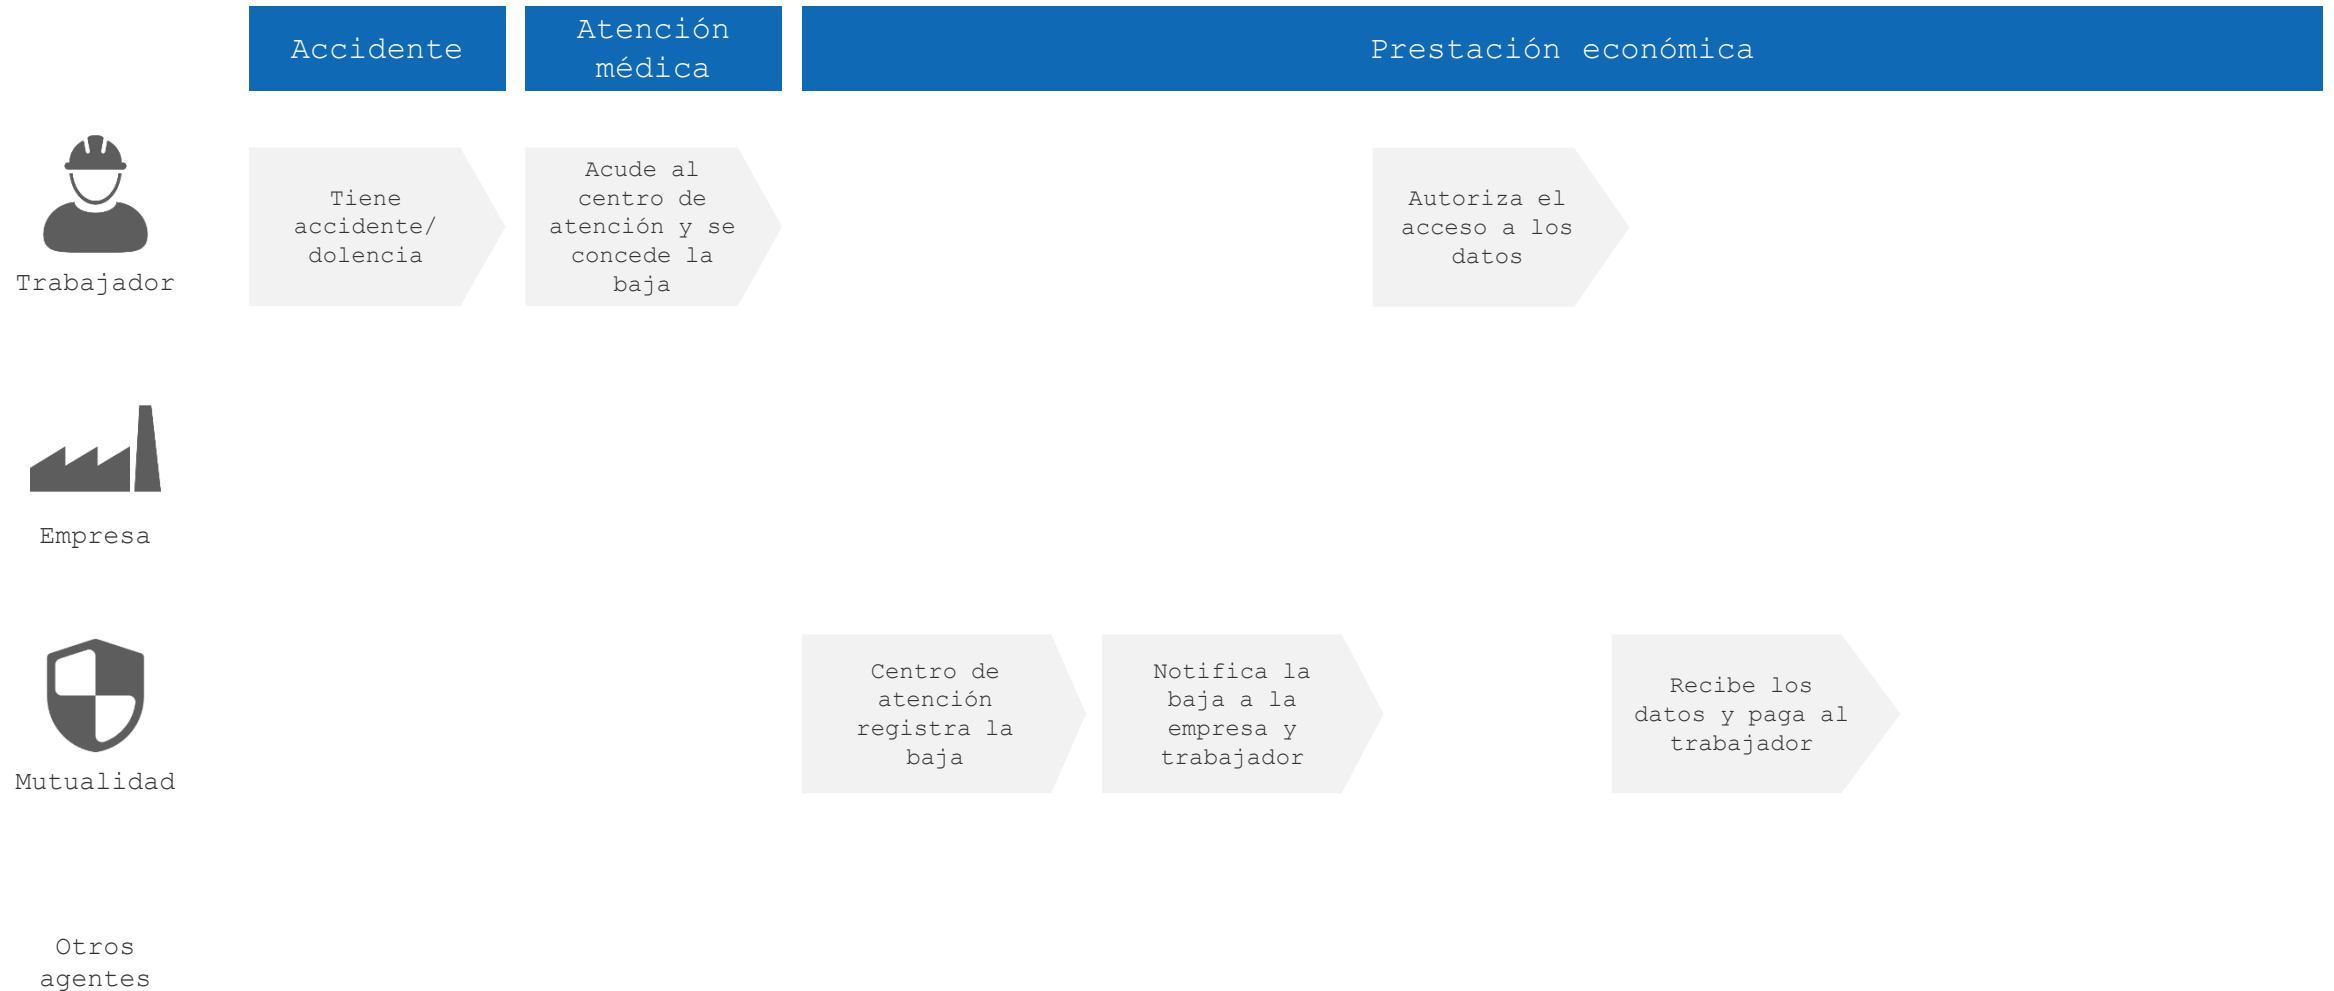 Accidente
Atención
médica
Prestación económica
Trabajador
Tiene
accidente/
dolencia
Acude al
centro de
atención y se
concede la
baja
Autoriza el
acceso a los
datos
Empresa
Mutualidad
Centro de
atención
registra la
baja
Notifica la
baja a la
empresa y
trabajador
Recibe los
datos y paga al
trabajador
Otros
agentes